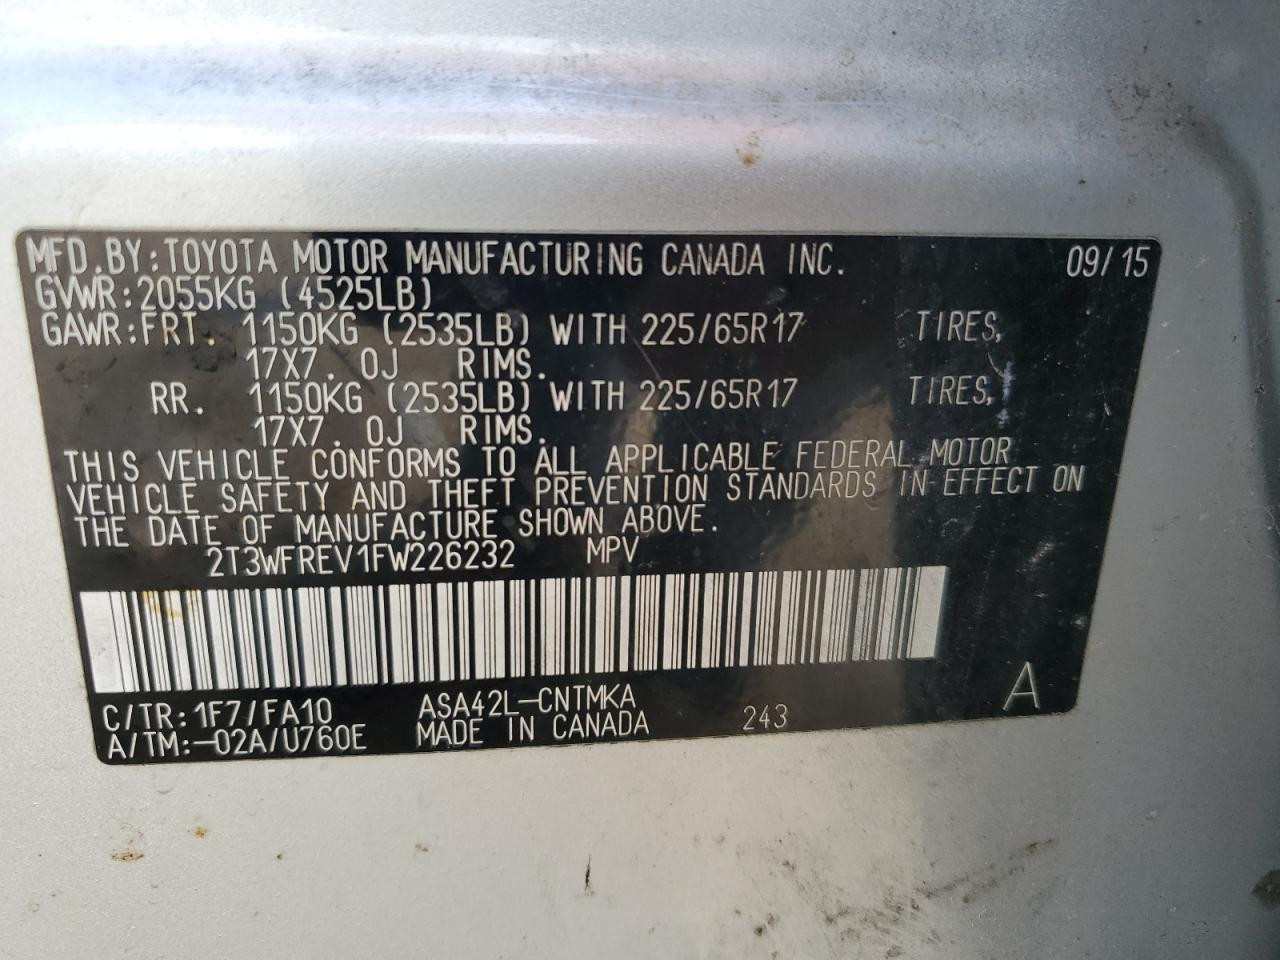 MFD.BY:TOYOTA MOTOR MANUFACTURING CANADA INC. 09/15
GVWR:2055KG (4525LB)
GAWR:FRT. 1150KG (2535LB) WITH 225/65R17 TIRES,
17X7.0J RIMS.
RR. 1150KG (2535LB) WITH 225/65R17 TIRES,
17X7.0J RIMS.
THIS VEHICLE CONFORMS TO ALL APPLICABLE FEDERAL MOTOR
VEHICLE SAFETY AND THEFT PREVENTION STANDARDS IN EFFECT ON
THE DATE OF MANUFACTURE SHOWN ABOVE.
2T3WFREV1FW226232 MPV
C/TR:1F7/FA10 ASA42L-CNTMKA A
A/TM:-02A/U760E MADE IN CANADA 243